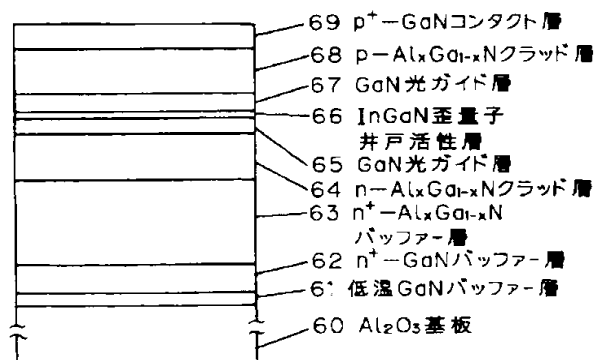 69 p⁺−GaNコンタクト層
68 p−AlxGa1-xNクラッド層
67 GaN光ガイド層
66 InGaN歪量子
井戸活性層
65 GaN光ガイド層
64 n−AlxGa1-xNクラッド層
63 n⁺−AlxGa1-xN
バッファー層
62 n⁺−GaNバッファー層
61 低温GaNバッファー層
60 Al₂O₃基板